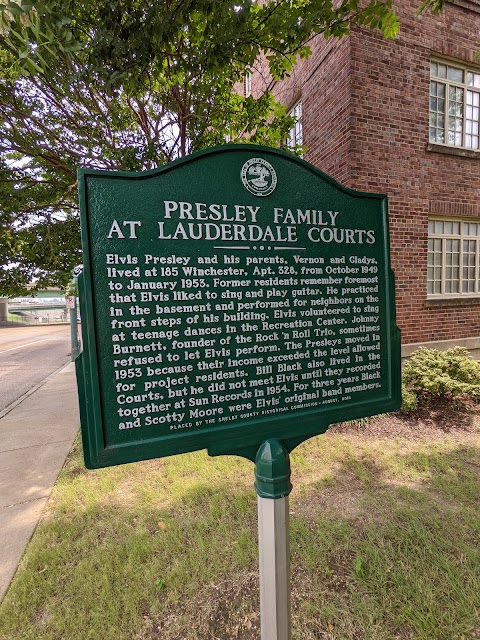 PRESLEY FAMILY
AT LAUDERDALE COURTS
Elvis Presley and his parents, Vernon and Gladys,
lived at 185 Winchester, Apt. 328, from October 1949
to January 1953. Former residents remember foremost
that Elvis liked to sing and play guitar. He practiced
in the basement and performed for neighbors on the
front steps of his building. Elvis volunteered to sing
at teenage dances in the Recreation Center. Johnny
Burnett, founder of the Rock 'n Roll Trio, sometimes
refused to let Elvis perform. The Presleys moved in
1953 because their income exceeded the level allowed
for project residents. Bill Black also lived in the
Courts, but he did not meet Elvis until they recorded
together at Sun Records in 1954. For three years Black
and Scotty Moore were Elvis' original band members.
PLACED BY THE SHELBY COUNTY HISTORICAL COMMISSION - AUGUST,